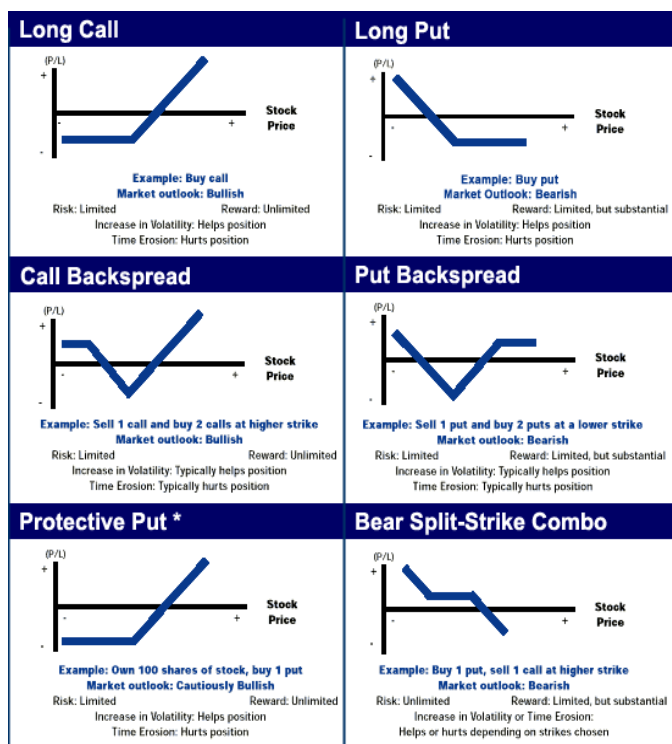 Long Call
(P/L)
+
Stock
Price
-
+
-
Example: Buy call
Market outlook: Bullish
Risk: Limited Reward: Unlimited
Increase in Volatility: Helps position
Time Erosion: Hurts position
Long Put
(P/L)
+
Stock
Price
-
+
-
Example: Buy put
Market Outlook: Bearish
Risk: Limited Reward: Limited, but substantial
Increase in Volatility: Helps position
Time Erosion: Hurts position
Call Backspread
(P/L)
+
Stock
Price
-
+
-
Example: Sell 1 call and buy 2 calls at higher strike
Market outlook: Bullish
Risk: Limited Reward: Unlimited
Increase in Volatility: Typically helps position
Time Erosion: Typically hurts position
Put Backspread
(P/L)
+
Stock
Price
-
+
-
Example: Sell 1 put and buy 2 puts at a lower strike
Market outlook: Bearish
Risk: Limited Reward: Limited, but substantial
Increase in Volatility: Typically helps position
Time Erosion: Typically hurts position
Protective Put *
(P/L)
+
Stock
Price
-
+
-
Example: Own 100 shares of stock, buy 1 put
Market outlook: Cautiously Bullish
Risk: Limited Reward: Unlimited
Increase in Volatility: Helps position
Time Erosion: Hurts position
Bear Split-Strike Combo
(P/L)
+
Stock
Price
-
+
-
Example: Buy 1 put, sell 1 call at higher strike
Market outlook: Bearish
Risk: Unlimited Reward: Limited, but substantial
Increase in Volatility or Time Erosion:
Helps or hurts depending on strikes chosen